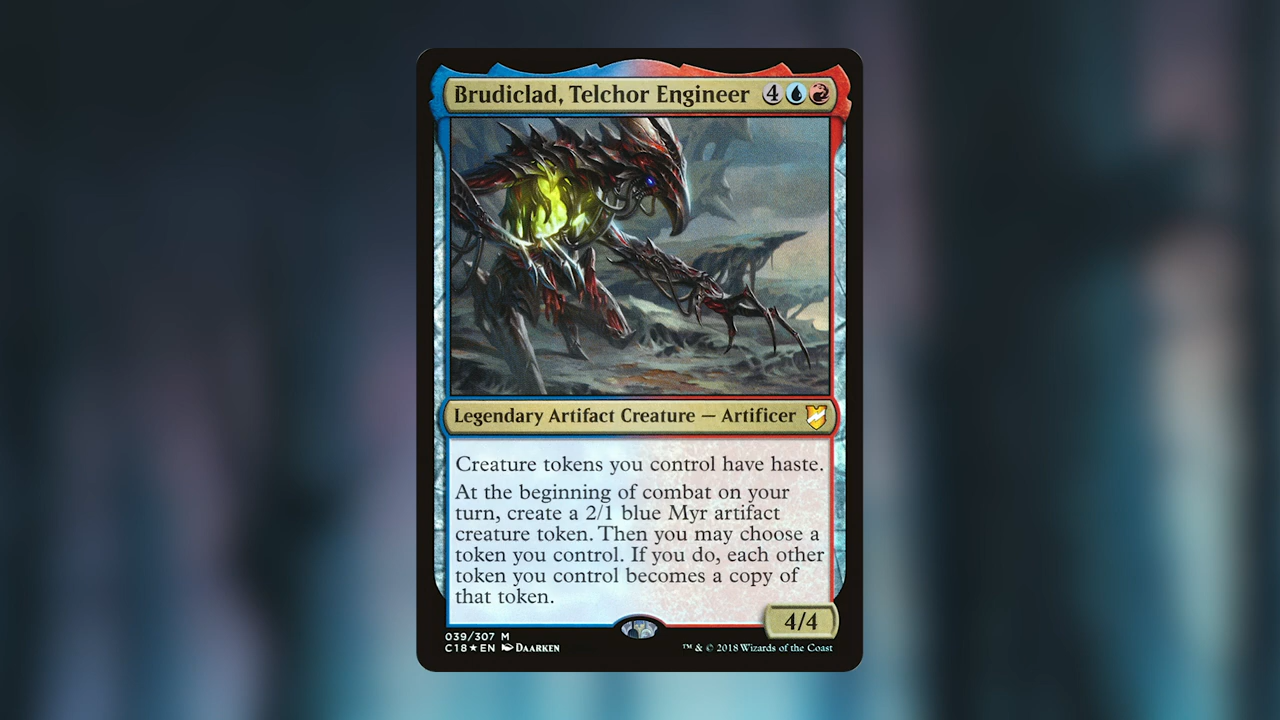 Brudiclad, Telchor Engineer 4
Legendary Artifact Creature — Artificer
Creature tokens you control have haste.
At the beginning of combat on your
turn, create a 2/1 blue Myr artifact
creature token. Then you may choose a
token you control. If you do, each other
token you control becomes a copy of
that token.
4/4
039/307 M
C18★EN Daarken
™ & © 2018 Wizards of the Coast